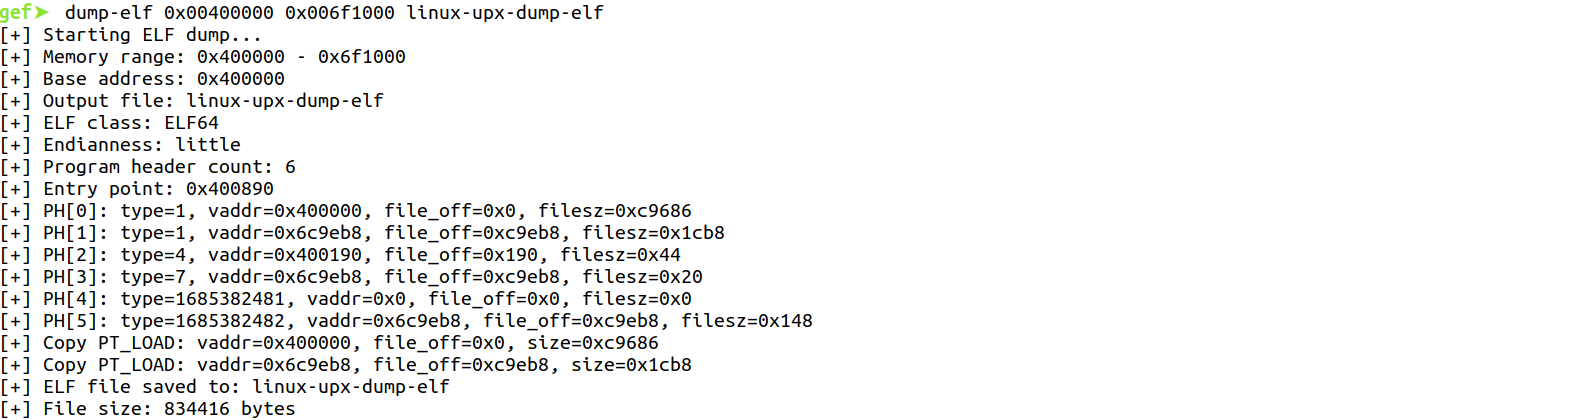 gef➤ dump-elf 0x00400000 0x006f1000 linux-upx-dump-elf
[+] Starting ELF dump...
[+] Memory range: 0x400000 - 0x6f1000
[+] Base address: 0x400000
[+] Output file: linux-upx-dump-elf
[+] ELF class: ELF64
[+] Endianness: little
[+] Program header count: 6
[+] Entry point: 0x400890
[+] PH[0]: type=1, vaddr=0x400000, file_off=0x0, filesz=0xc9686
[+] PH[1]: type=1, vaddr=0x6c9eb8, file_off=0xc9eb8, filesz=0x1cb8
[+] PH[2]: type=4, vaddr=0x400190, file_off=0x190, filesz=0x44
[+] PH[3]: type=7, vaddr=0x6c9eb8, file_off=0xc9eb8, filesz=0x20
[+] PH[4]: type=1685382481, vaddr=0x0, file_off=0x0, filesz=0x0
[+] PH[5]: type=1685382482, vaddr=0x6c9eb8, file_off=0xc9eb8, filesz=0x148
[+] Copy PT_LOAD: vaddr=0x400000, file_off=0x0, size=0xc9686
[+] Copy PT_LOAD: vaddr=0x6c9eb8, file_off=0xc9eb8, size=0x1cb8
[+] ELF file saved to: linux-upx-dump-elf
[+] File size: 834416 bytes